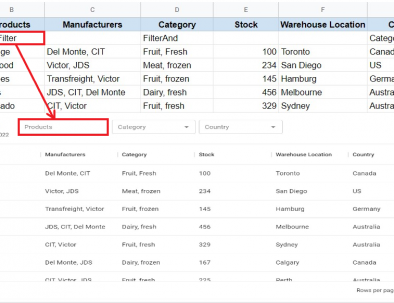 B C D E F
roducts Manufacturers Category Stock Warehouse Location C
Filter FilterAnd Categ
ge Del Monte, CIT Fruit, Fresh 100 Toronto Canad
ood Victor, JDS Meat, frozen 234 San Diego US
es Transfreight, Victor Fruit, frozen 145 Hamburg Germa
s JDS, CIT, Del Monte Dairy, fresh 456 Melbourne Austra
ado CIT, Victor Fruit, fresh 329 Sydney Austral
022 Products Category Country
Manufacturers Category Stock Warehouse Location Country
Del Monte, CIT Fruit, Fresh 100 Toronto Canada
Victor, JDS Meat, frozen 234 San Diego US
Transfreight, Victor Fruit, frozen 145 Hamburg Germany
JDS, CIT, Del Monte Dairy, fresh 456 Melbourne Australia
CIT, Victor Fruit, fresh 329 Sydney Australia
Del Monte, JDS Fruit, fresh 167 Ottawa Canada
CIT, Victor, JDS Fruit, fresh 225 Perth Australia
Rows per pag